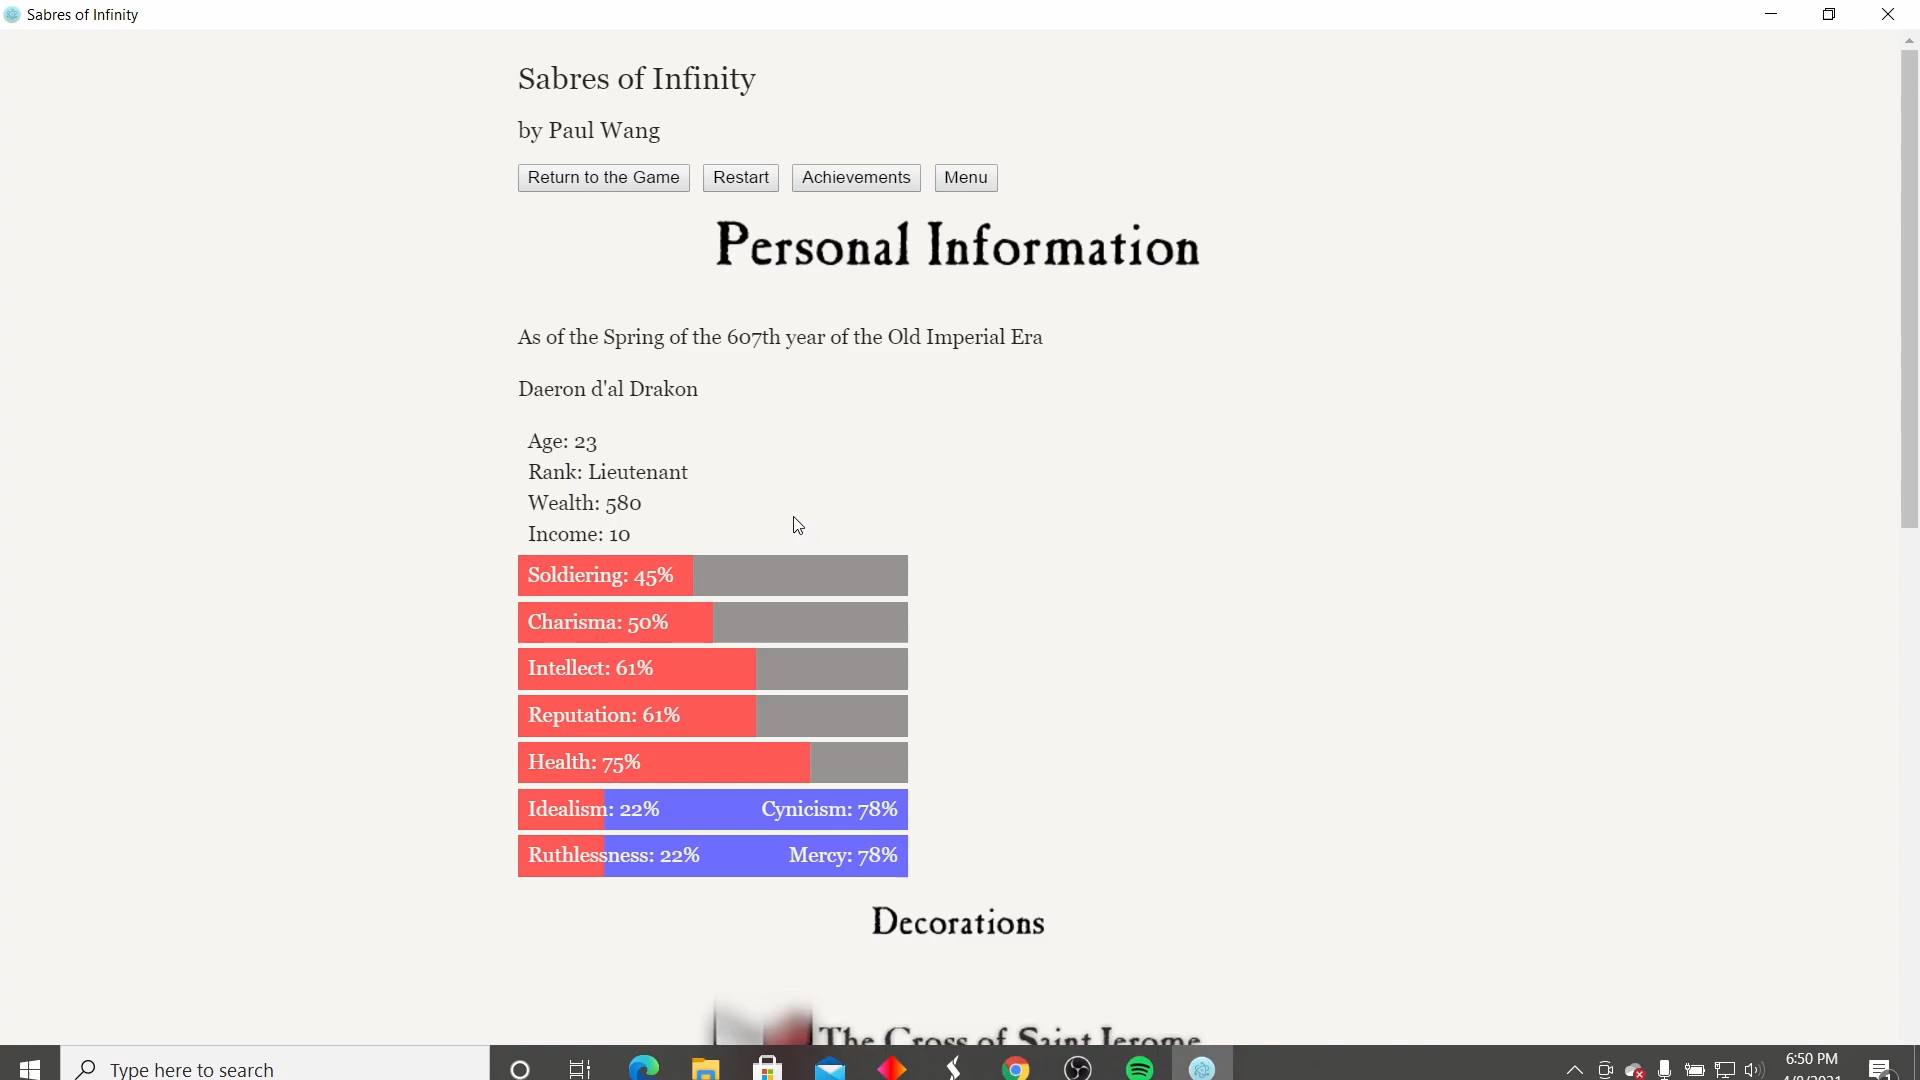 Sabres of Infinity
Sabres of Infinity
by Paul Wang
Return to the Game Restart Achievements Menu
Personal Information
As of the Spring of the 607th year of the Old Imperial Era
Daeron d'al Drakon
Age: 23
Rank: Lieutenant
Wealth: 580
Income: 10
Soldiering: 45%
Charisma: 50%
Intellect: 61%
Reputation: 61%
Health: 75%
Idealism: 22% Cynicism: 78%
Ruthlessness: 22% Mercy: 78%
Decorations
The Cross of Saint Jerome
Type here to search
6:50 PM